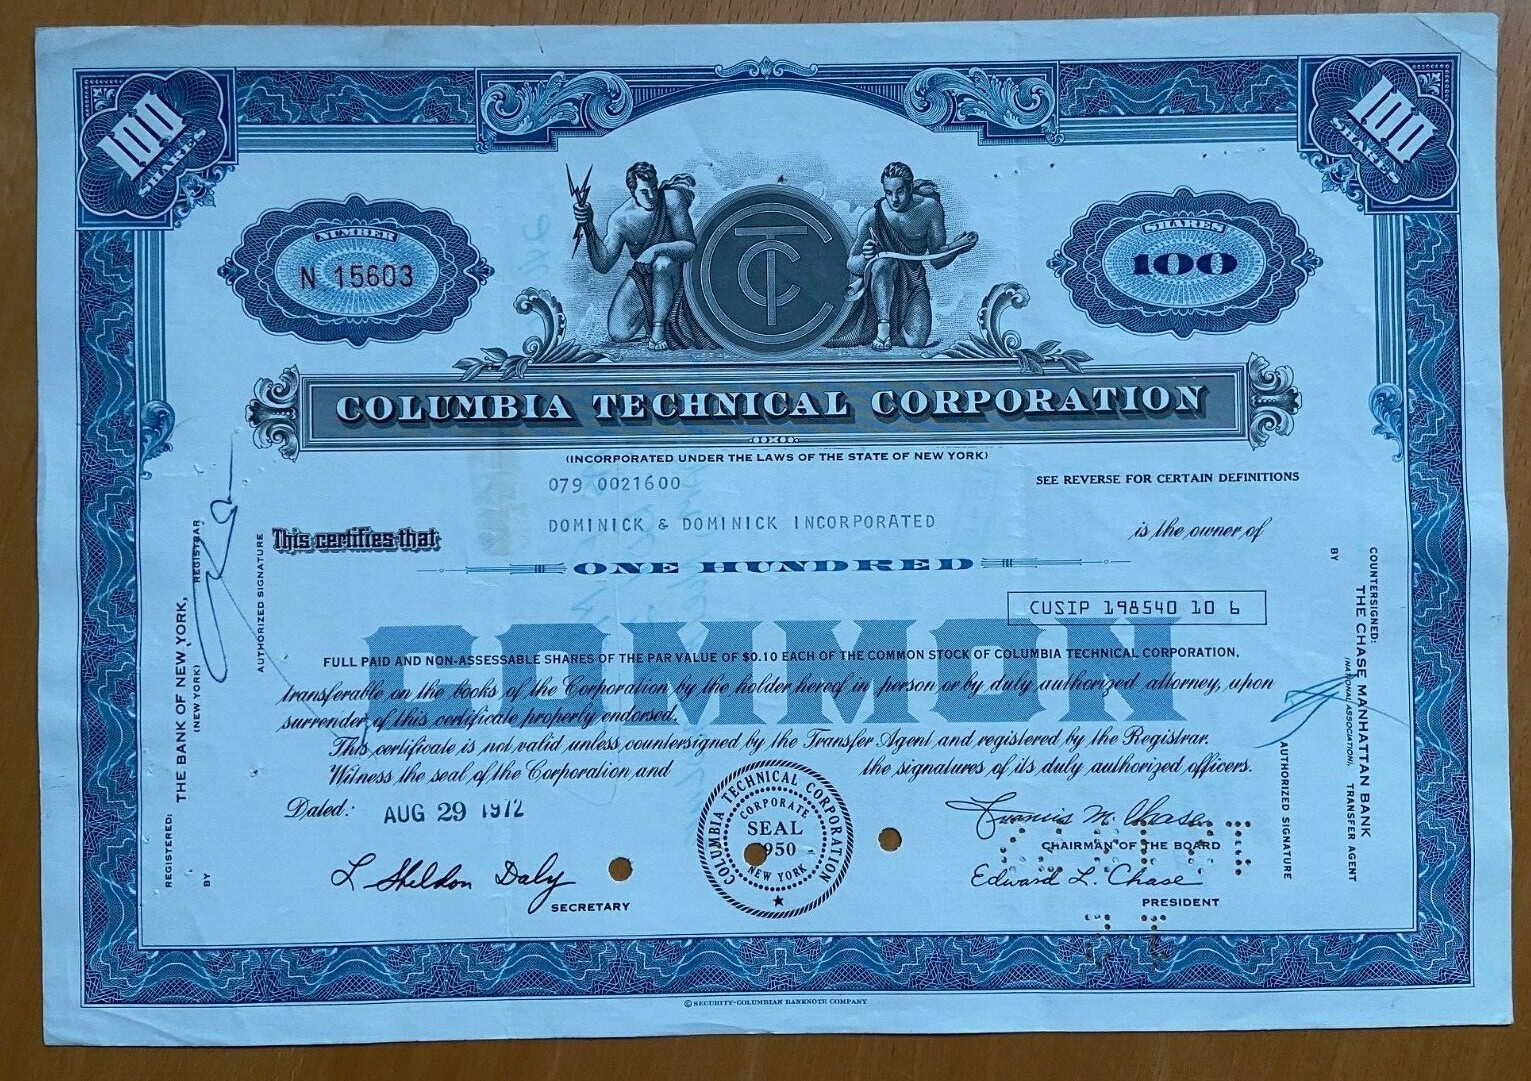 100 SHARES
100 SHARES
NUMBER
N 15603
SHARES
100
CTC
COLUMBIA TECHNICAL CORPORATION
(INCORPORATED UNDER THE LAWS OF THE STATE OF NEW YORK)
079 0021600
SEE REVERSE FOR CERTAIN DEFINITIONS
This certifies that
DOMINICK & DOMINICK INCORPORATED
is the owner of
ONE HUNDRED
CUSIP 198540 10 6
COMMON
FULL PAID AND NON-ASSESSABLE SHARES OF THE PAR VALUE OF $0.10 EACH OF THE COMMON STOCK OF COLUMBIA TECHNICAL CORPORATION,
transferable on the books of the Corporation by the holder hereof in person or by duly authorized attorney, upon
surrender of this certificate properly endorsed.
This certificate is not valid unless countersigned by the Transfer Agent and registered by the Registrar.
Witness the seal of the Corporation and the signatures of its duly authorized officers.
Dated: AUG 29 1972
COLUMBIA TECHNICAL CORPORATION
CORPORATE
SEAL
1950
NEW YORK
Francis M. Chase
CHAIRMAN OF THE BOARD
L Sheldon Daly
SECRETARY
Edward L. Chase
PRESIDENT
REGISTERED:
THE BANK OF NEW YORK,
(NEW YORK)
REGISTRAR
BY
AUTHORIZED SIGNATURE
COUNTERSIGNED:
THE CHASE MANHATTAN BANK
(NATIONAL ASSOCIATION),
TRANSFER AGENT
BY
AUTHORIZED SIGNATURE
© SECURITY-COLUMBIAN BANKNOTE COMPANY